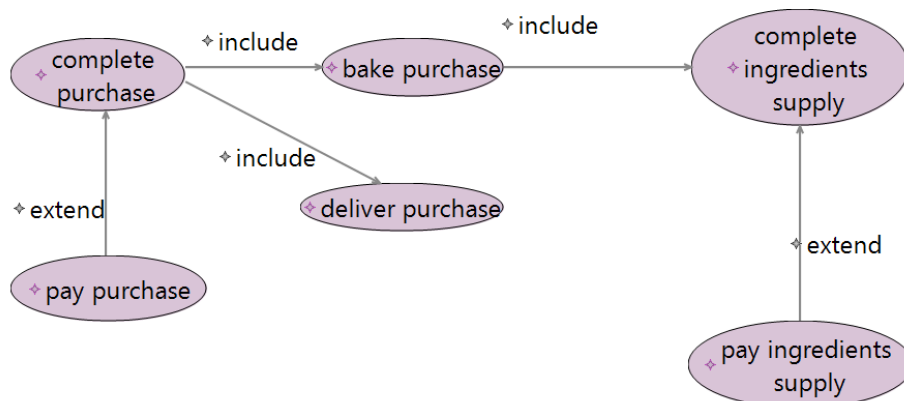 include
include
complete
purchase
bake purchase
complete
ingredients
supply
include
deliver purchase
extend
pay purchase
extend
pay ingredients
supply